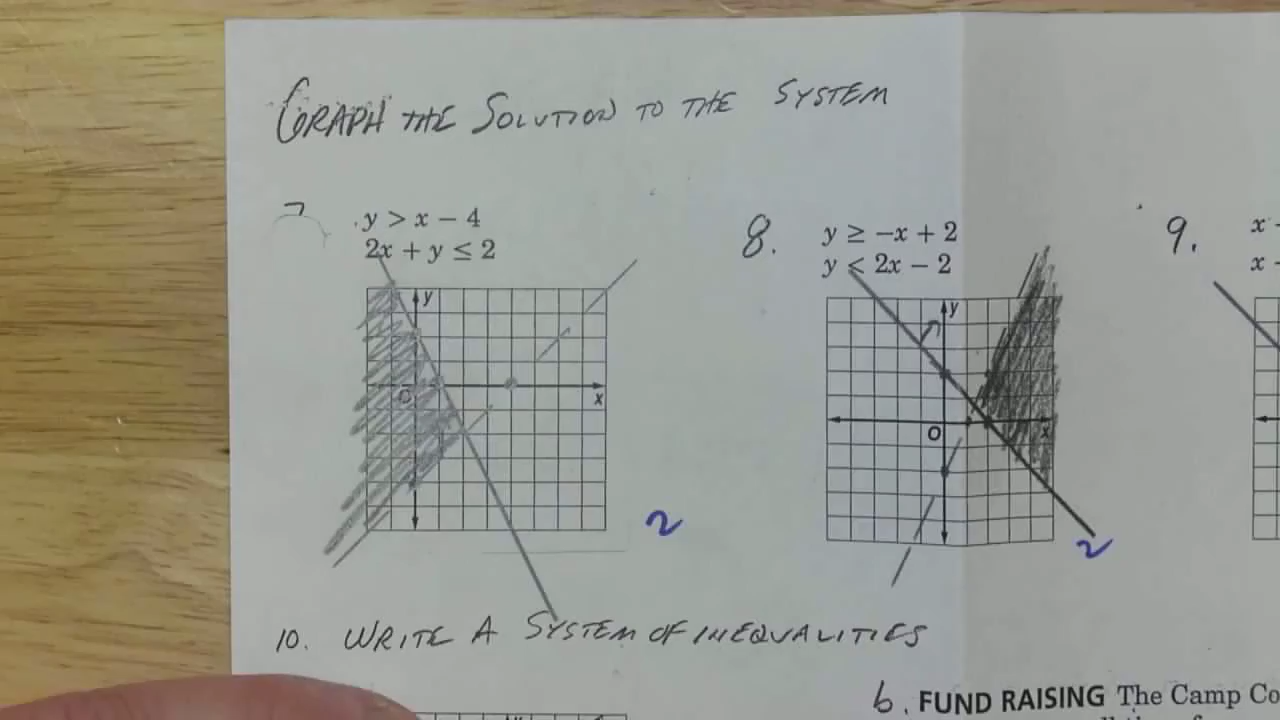 GRAPH THE SOLUTION TO THE SYSTEM
7
y > x − 4
2x + y ≤ 2
y
O
x
2
8.
y ≥ −x + 2
y < 2x − 2
y
O
x
2
9.
x -
x -
10. WRITE A SYSTEM OF INEQUALITIES
6. FUND RAISING The Camp Co